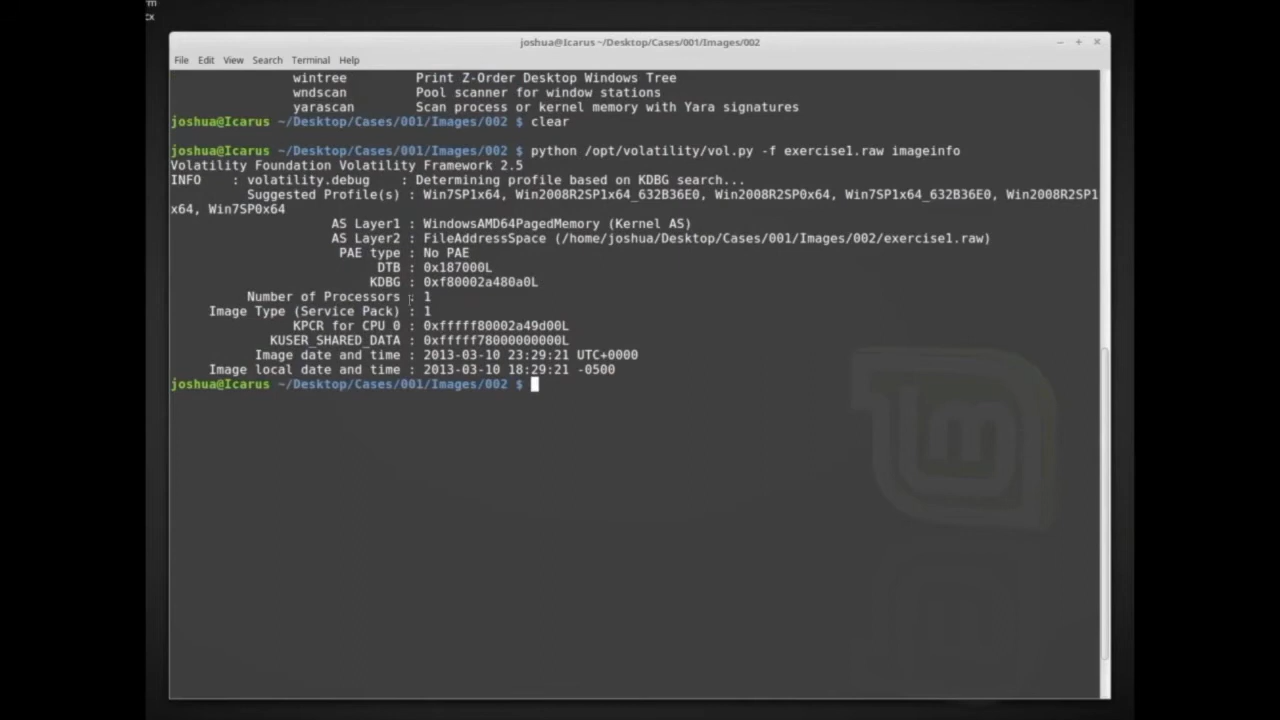 rm
cx
joshua@Icarus ~/Desktop/Cases/001/Images/002
File Edit View Search Terminal Help
wintree Print Z-Order Desktop Windows Tree
wndscan Pool scanner for window stations
yarascan Scan process or kernel memory with Yara signatures
joshua@Icarus ~/Desktop/Cases/001/Images/002 $ clear
joshua@Icarus ~/Desktop/Cases/001/Images/002 $ python /opt/volatility/vol.py -f exercise1.raw imageinfo
Volatility Foundation Volatility Framework 2.5
INFO : volatility.debug : Determining profile based on KDBG search...
Suggested Profile(s) : Win7SP1x64, Win2008R2SP0x64, Win7SP1x64_632B36E0, Win2008R2SP1x64_632B36E0, Win2008R2SP1
x64, Win7SP0x64
AS Layer1 : WindowsAMD64PagedMemory (Kernel AS)
AS Layer2 : FileAddressSpace (/home/joshua/Desktop/Cases/001/Images/002/exercise1.raw)
PAE type : No PAE
DTB : 0x187000L
KDBG : 0xf80002a480a0L
Number of Processors : 1
Image Type (Service Pack) : 1
KPCR for CPU 0 : 0xfffff80002a49d00L
KUSER_SHARED_DATA : 0xfffff78000000000L
Image date and time : 2013-03-10 23:29:21 UTC+0000
Image local date and time : 2013-03-10 18:29:21 -0500
joshua@Icarus ~/Desktop/Cases/001/Images/002 $